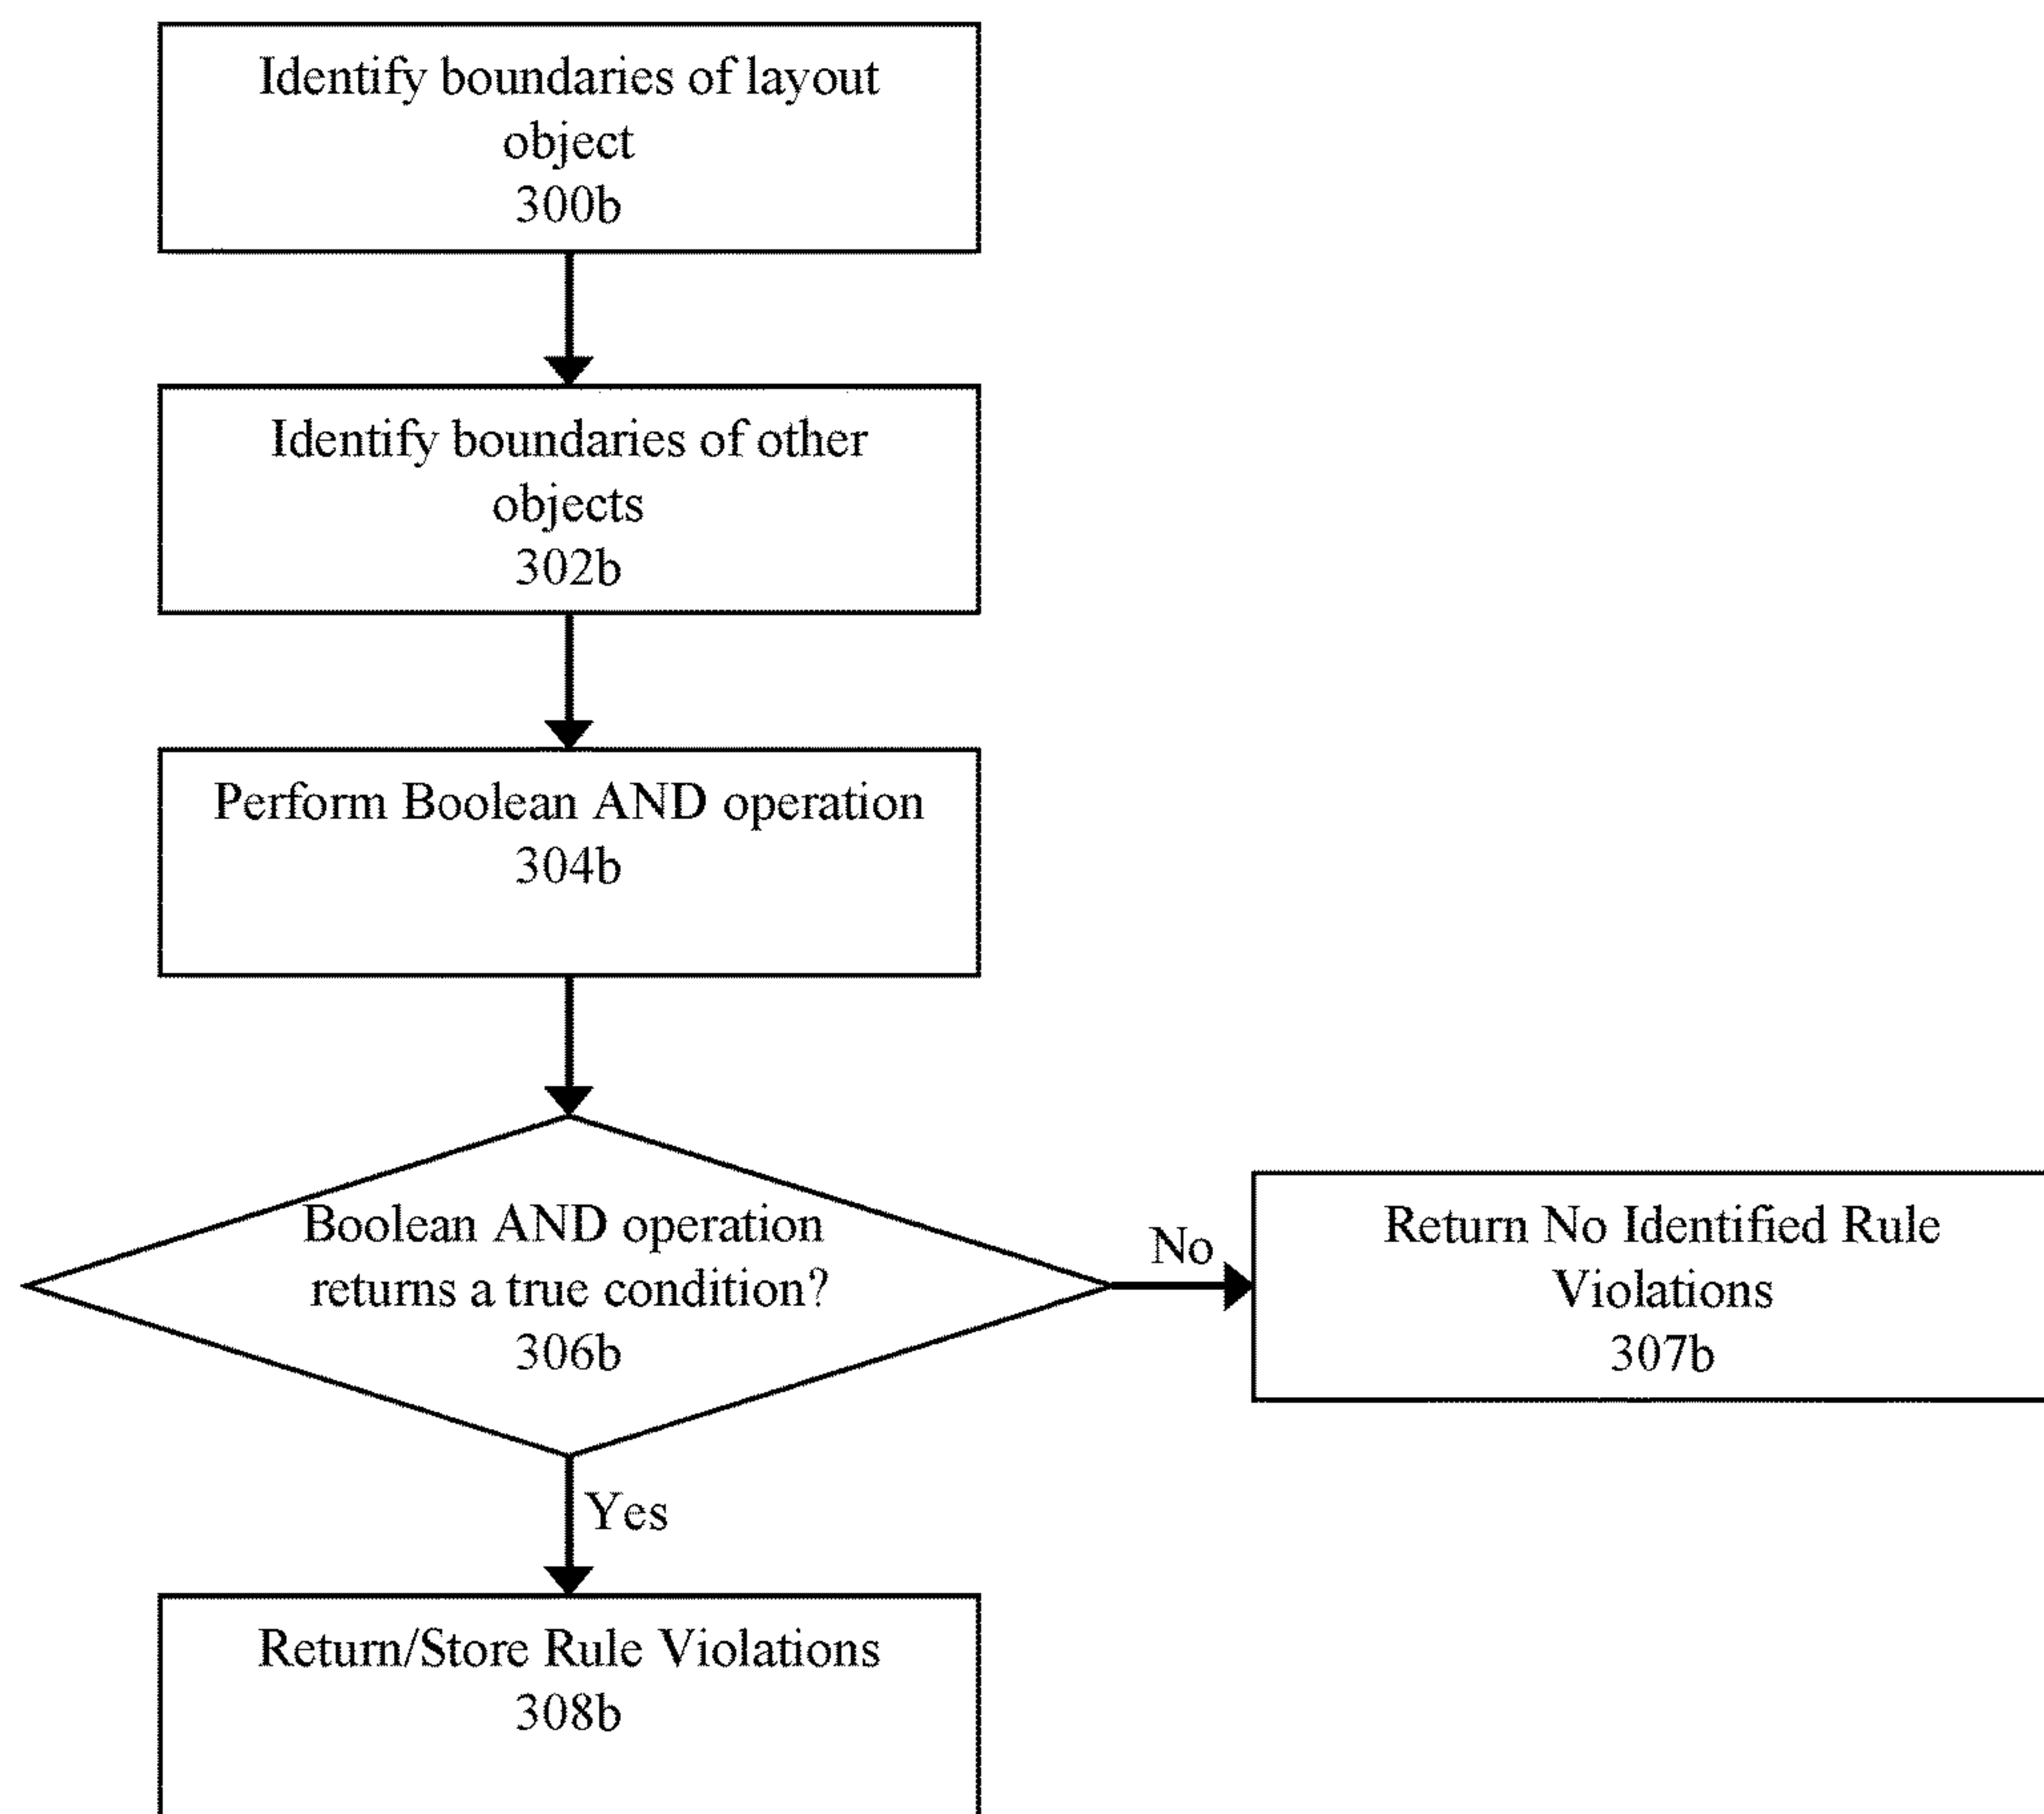 Identify boundaries of layout
object
300b
Identify boundaries of other
objects
302b
Perform Boolean AND operation
304b
Boolean AND operation
returns a true condition?
306b
No
Return No Identified Rule
Violations
307b
Yes
Return/Store Rule Violations
308b